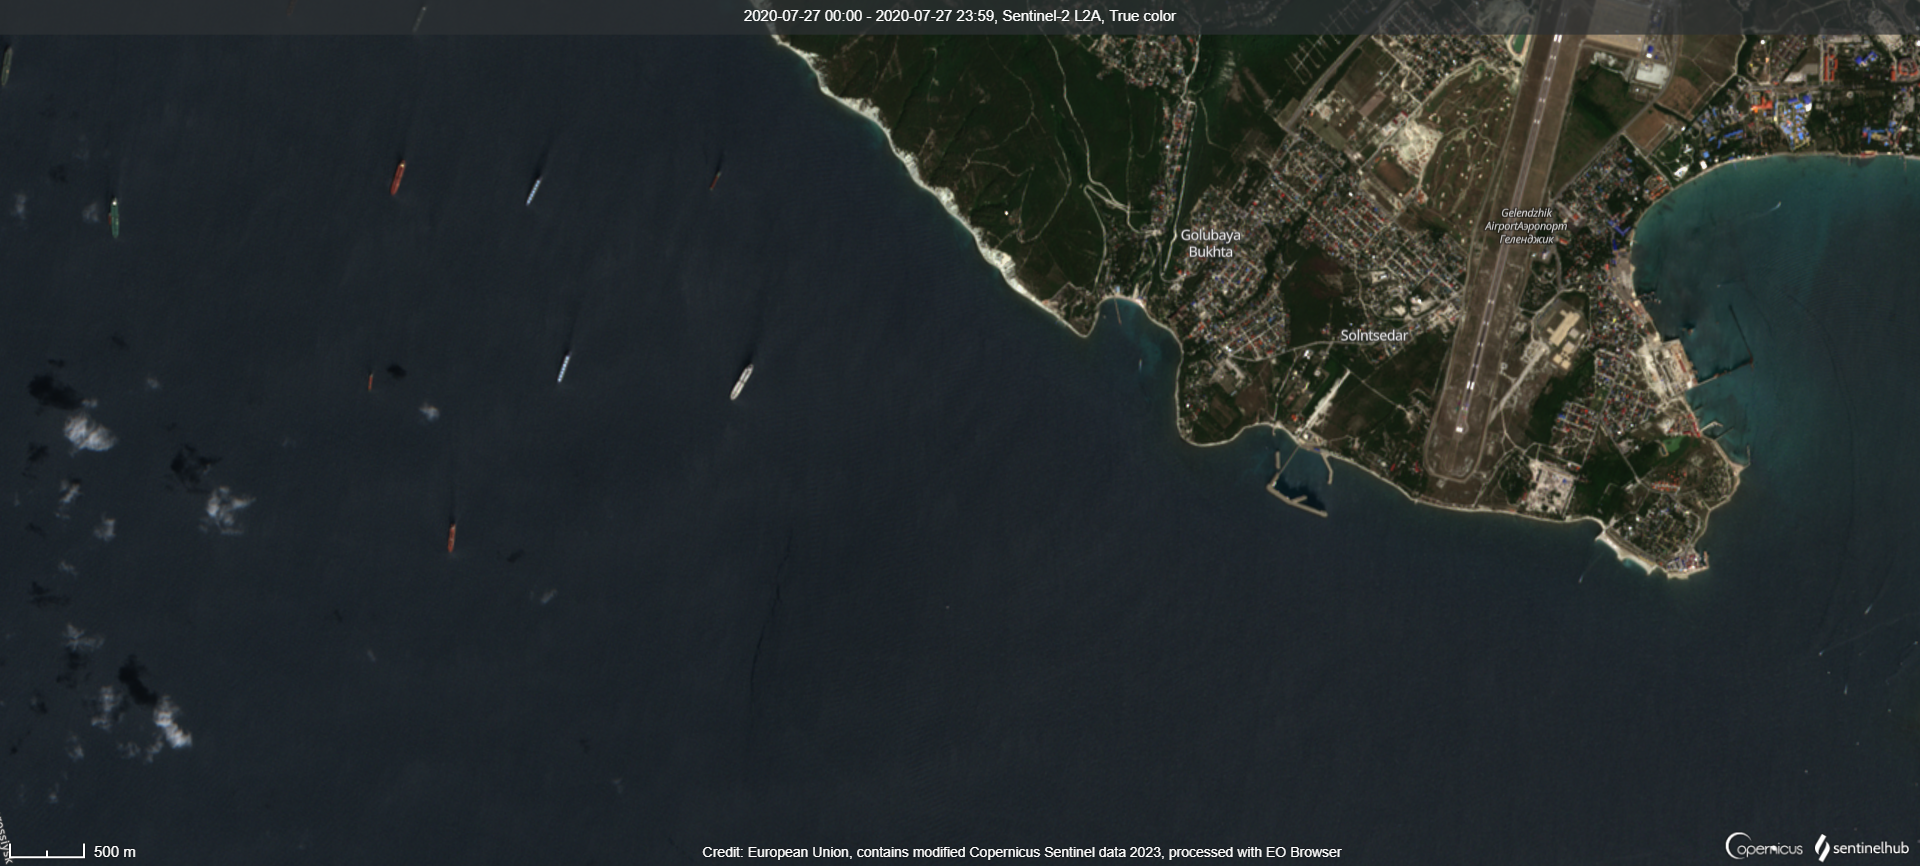 2020-07-27 00:00 - 2020-07-27 23:59, Sentinel-2 L2A, True color
Gelendzhik
AirportАэропорт
Геленджик
Golubaya
Bukhta
Solntsedar
500 m
Credit: European Union, contains modified Copernicus Sentinel data 2023, processed with EO Browser
opernicus
sentinelhub